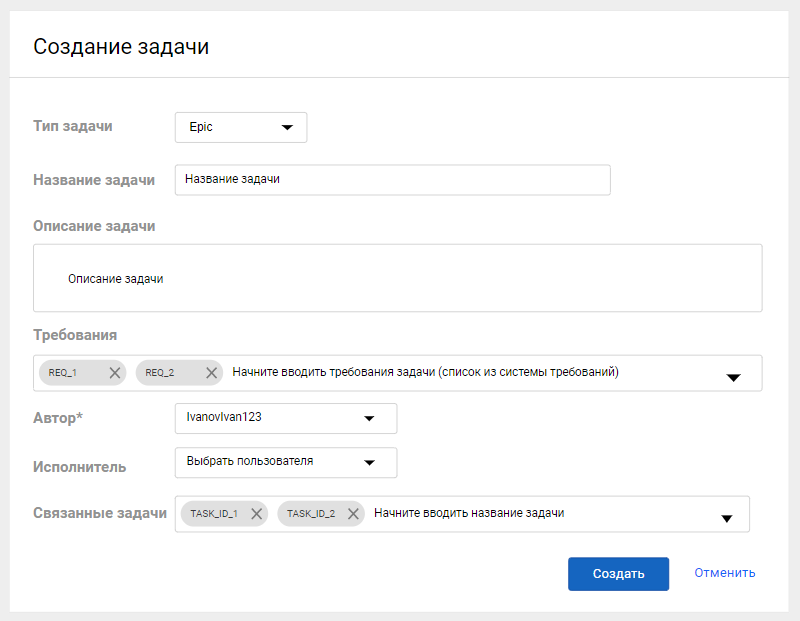 Создание задачи
Тип задачи Epic
Название задачи Название задачи
Описание задачи
Описание задачи
Требования
REQ_1 REQ_2 Начните вводить требования задачи (список из системы требований)
Автор* IvanovIvan123
Исполнитель Выбрать пользователя
Связанные задачи TASK_ID_1 TASK_ID_2 Начните вводить название задачи
Создать Отменить